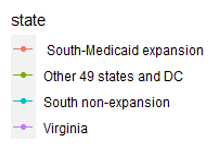 state
South-Medicaid expansion
Other 49 states and DC
South non-expansion
Virginia